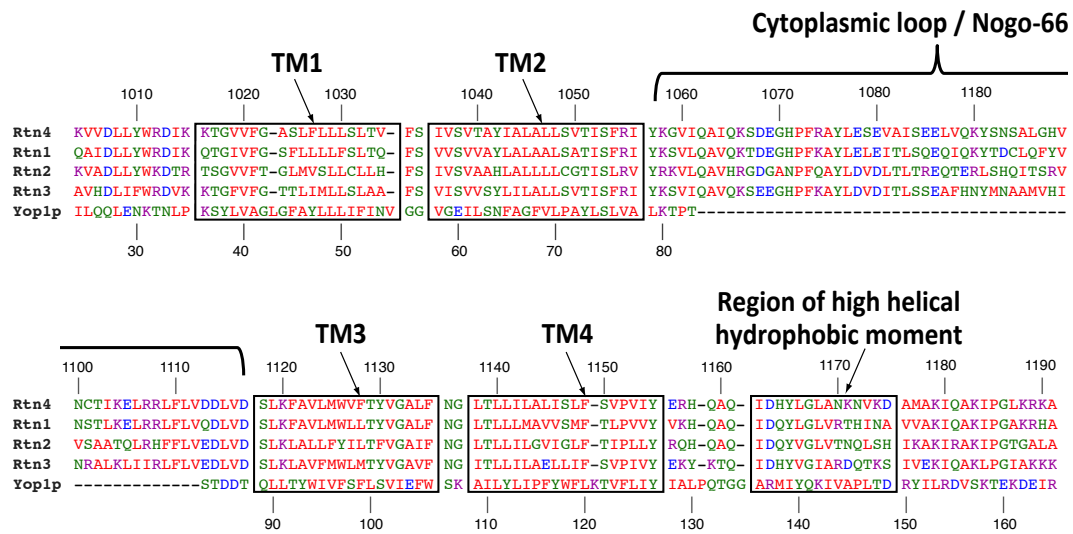 Cytoplasmic loop / Nogo-66
TM1 TM2
1010 1020 1030 1040 1050 1060 1070 1080 1180
Rtn4 KVVDLLYWRDIK KTGVVFG-ASLFLLLSLTV- FS IVSVTAYIALALLSVTISFRI YKGVIQAIQKSDEGHPFRAYLESEVAISEELVQKYSNSALGHV
Rtn1 QAIDLLYWRDIK QTGIVFG-SFLLLLFSLTQ- FS VVSVVAYLALAALSATISFRI YKSVLQAVQKTDEGHPFKAYLELEITLSQEQIQKYTDCLQFYV
Rtn2 KVADLLYWKDTR TSGVVFT-GLMVSLLCLLH- FS IVSVAAHLALLLLCGTISLRV YRKVLQAVHRGDGANPFQAYLDVDLTLTREQTERLSHQITSRV
Rtn3 AVHDLIFWRDVK KTGFVFG-TTLIMLLSLAA- FS VISVVSYLILALLSVTISFRI YKSVIQAVQKSEEGHPFKAYLDVDITLSSEAFHNYMNAAMVHI
Yop1p ILQQLENKTNLP KSYLVAGLGFAYLLLIFINV GG VGEILSNFAGFVLPAYLSLVA LKTPT--------------------------------------
30 40 50 60 70 80
Region of high helical
hydrophobic moment
TM3 TM4
1100 1110 1120 1130 1140 1150 1160 1170 1180 1190
Rtn4 NCTIKELRRLFLVDDLVD SLKFAVLMWVFTYVGALF NG LTLLILALISLF-SVPVIY ERH-QAQ- IDHYLGLANKNVKD AMAKIQAKIPGLKRKA
Rtn1 NSTLKELRRLFLVQDLVD SLKFAVLMWLLTYVGALF NG LTLLLMAVVSMF-TLPVVY VKH-QAQ- IDQYLGLVRTHINA VVAKIQAKIPGAKRHA
Rtn2 VSAATQLRHFFLVEDLVD SLKLALLFYILTFVGAIF NG LTLLILGVIGLF-TIPLLY RQH-QAQ- IDQYVGLVTNQLSH IKAKIRAKIPGTGALA
Rtn3 NRALKLIIRLFLVEDLVD SLKLAVFMWLMTYVGAVF NG ITLLILAELLIF-SVPIVY EKY-KTQ- IDHYVGIARDQTKS IVEKIQAKLPGIAKKK
Yop1p -------------STDDT QLLTYWIVFSFLSVIEFW SK AILYLIPFYWFLKTVFLIY IALPQTGG ARMIYQKIVAPLTD RYILRDVSKTEKDEIR
90 100 110 120 130 140 150 160